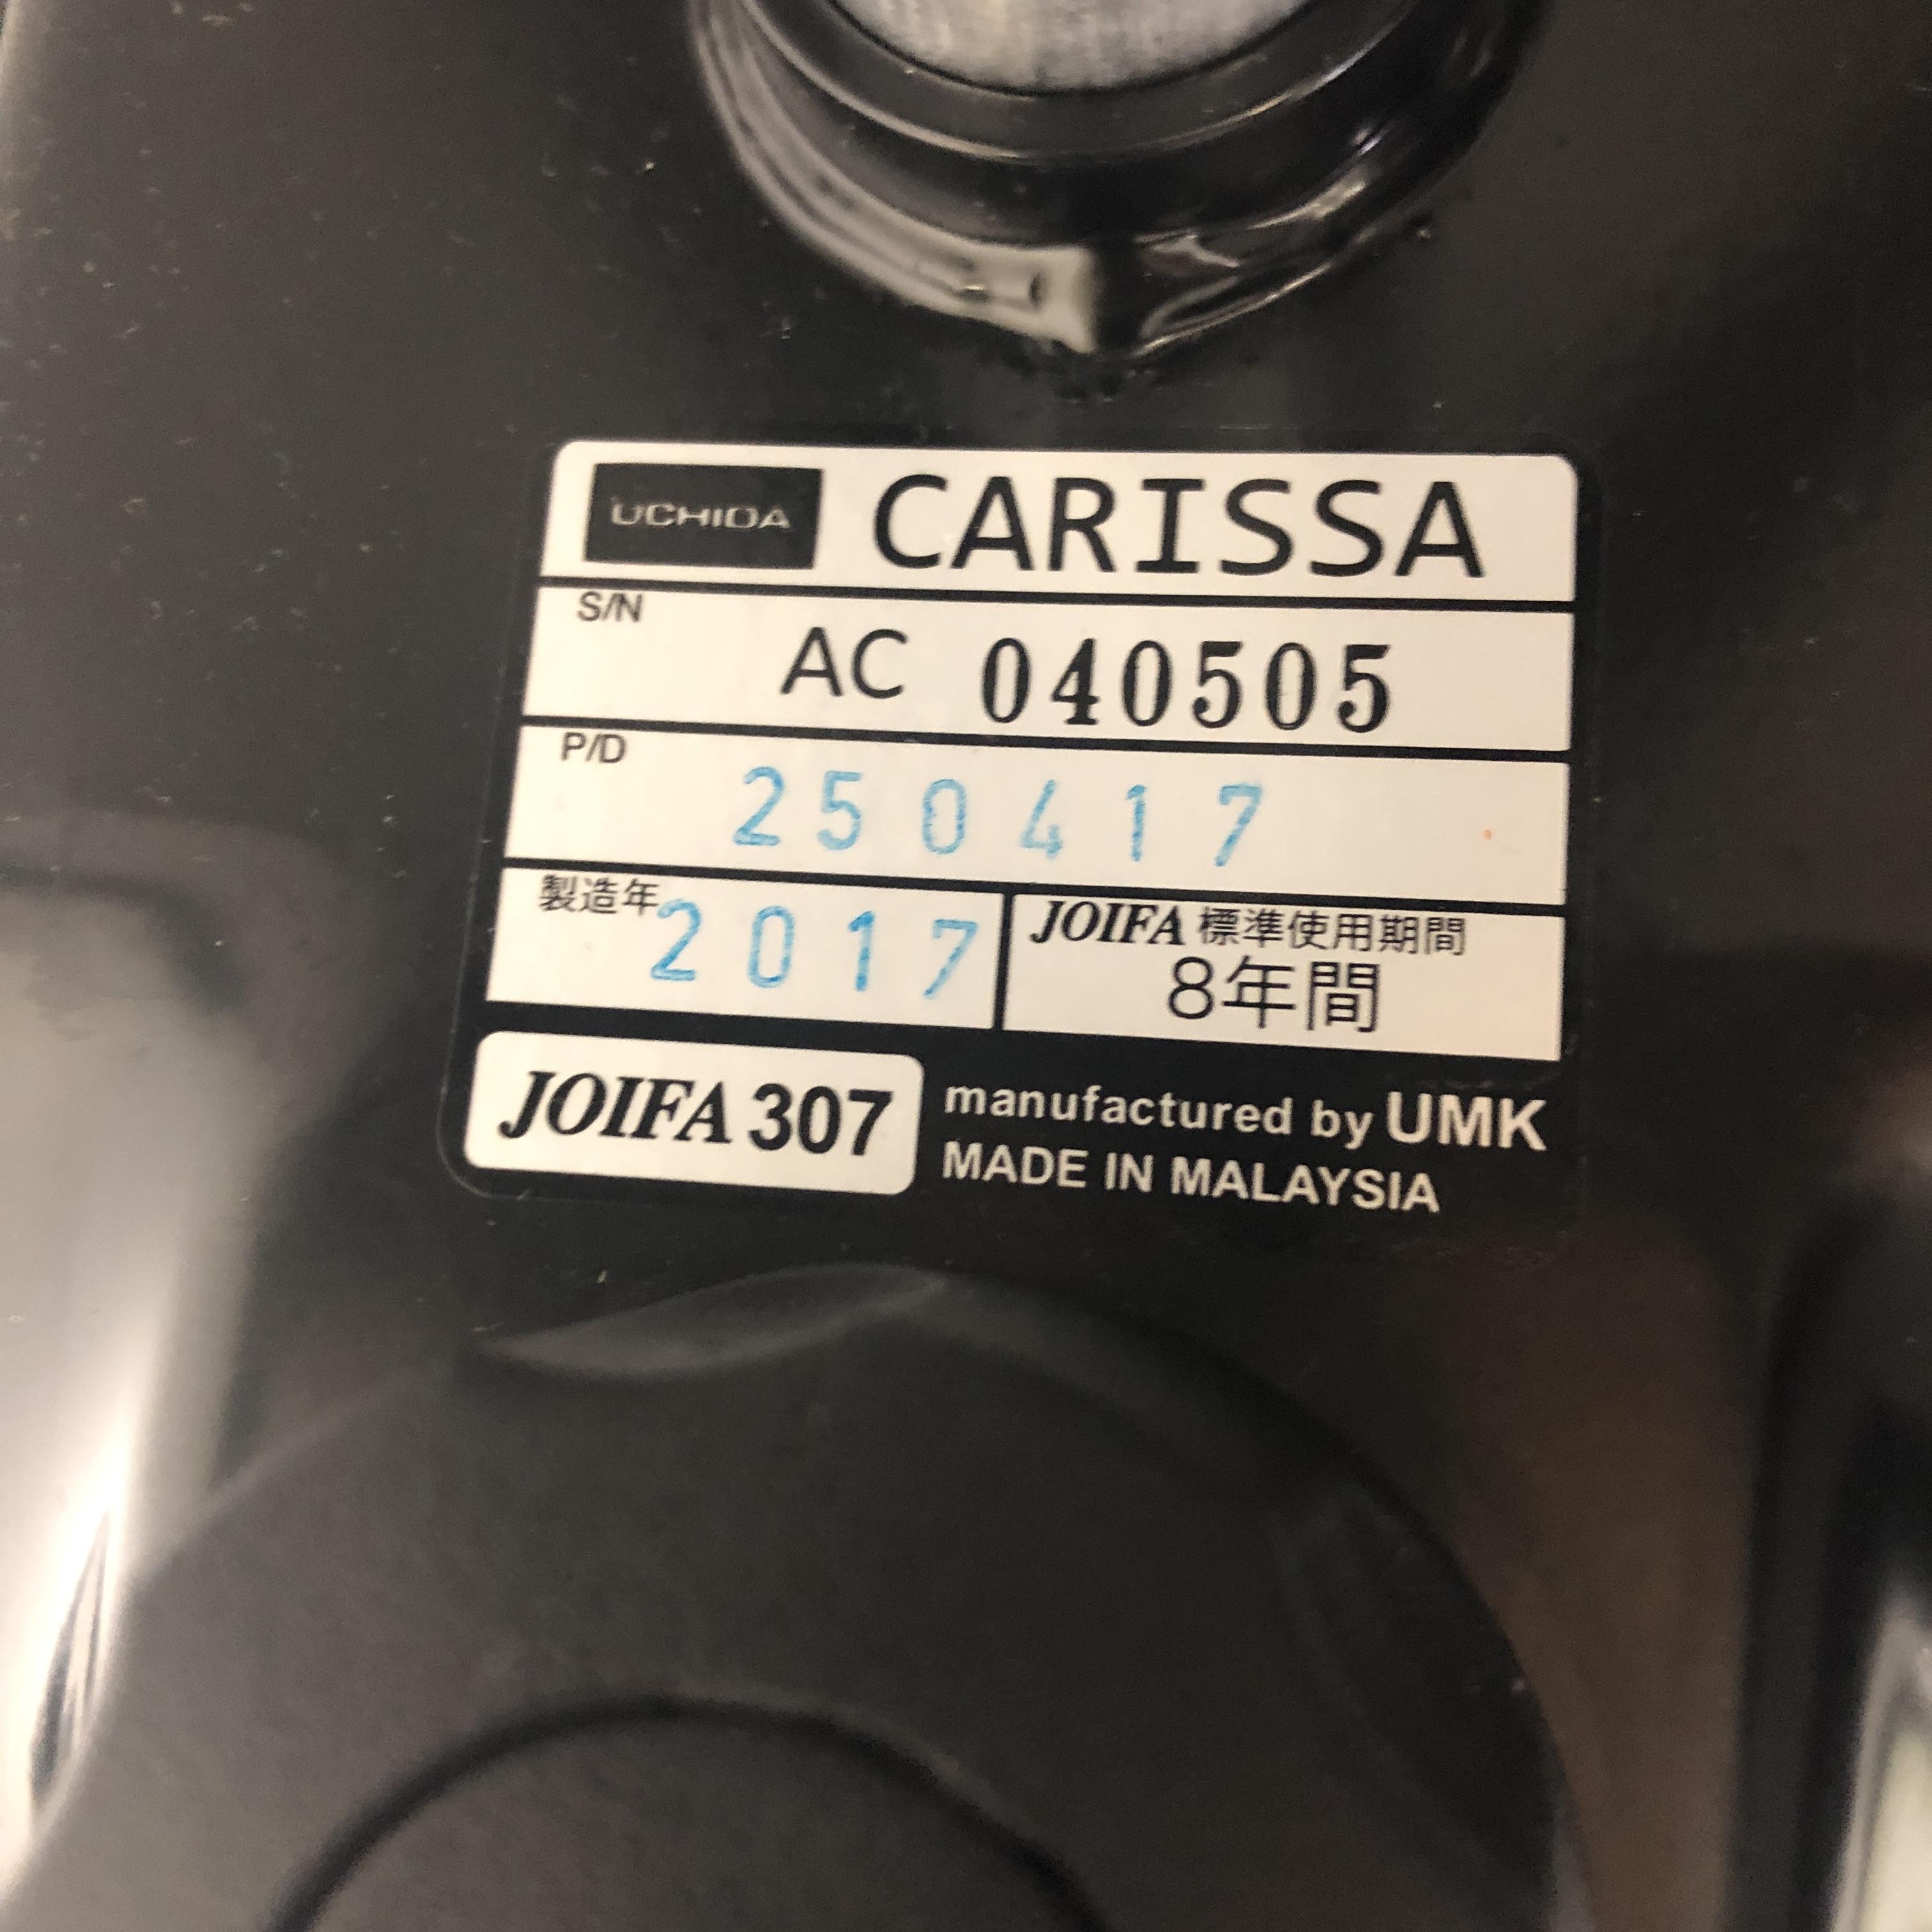 UCHIDA CARISSA
S/N AC 040505
P/D 250417
製造年 2017
JOIFA 標準使用期間
8年間
JOIFA 307
manufactured by UMK
MADE IN MALAYSIA